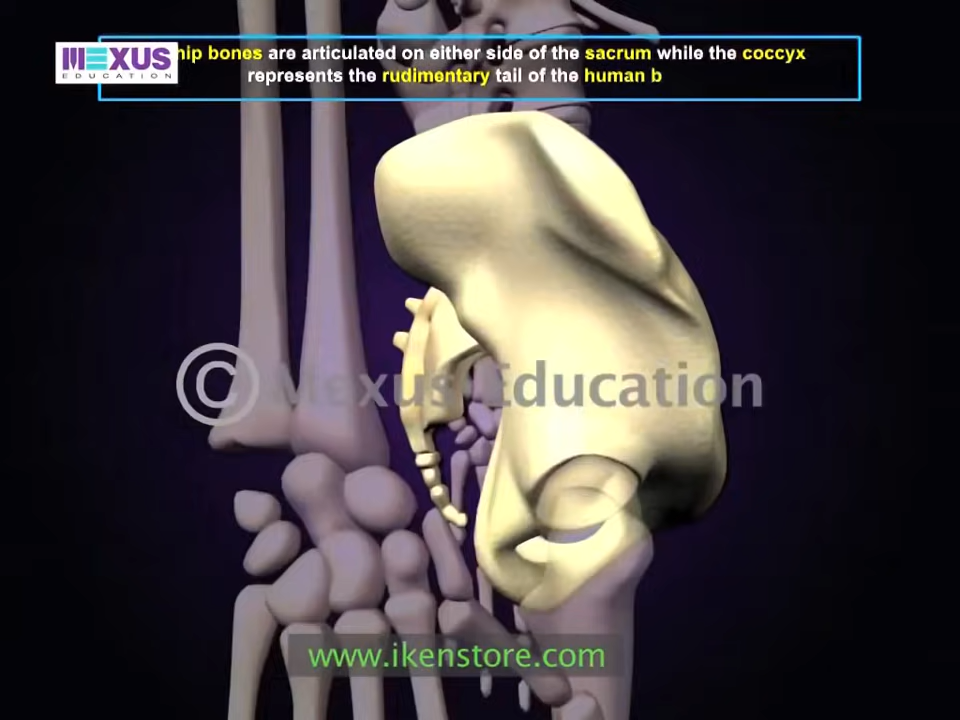 MEXUS
EDUCATION
hip bones are articulated on either side of the sacrum while the coccyx
represents the rudimentary tail of the human b
© Mexus Education
www.ikenstore.com